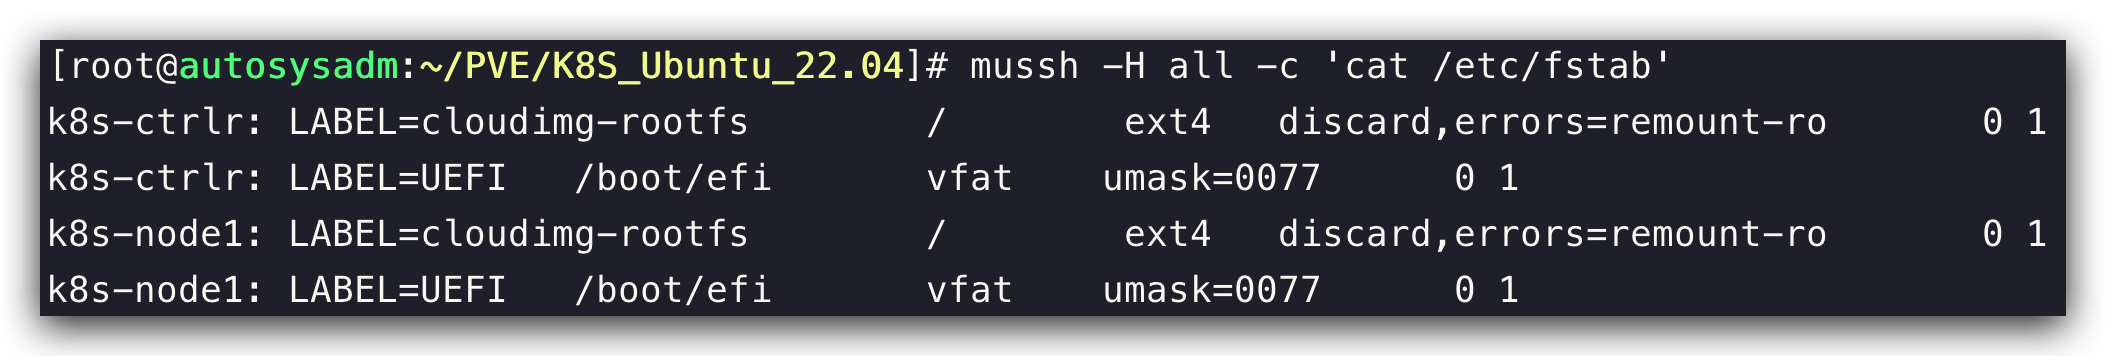 [root@autosysadm:~/PVE/K8S_Ubuntu_22.04]# mussh -H all -c 'cat /etc/fstab'
k8s-ctrlr: LABEL=cloudimg-rootfs        /        ext4   discard,errors=remount-ro       0 1
k8s-ctrlr: LABEL=UEFI   /boot/efi       vfat    umask=0077      0 1
k8s-node1: LABEL=cloudimg-rootfs        /        ext4   discard,errors=remount-ro       0 1
k8s-node1: LABEL=UEFI   /boot/efi       vfat    umask=0077      0 1